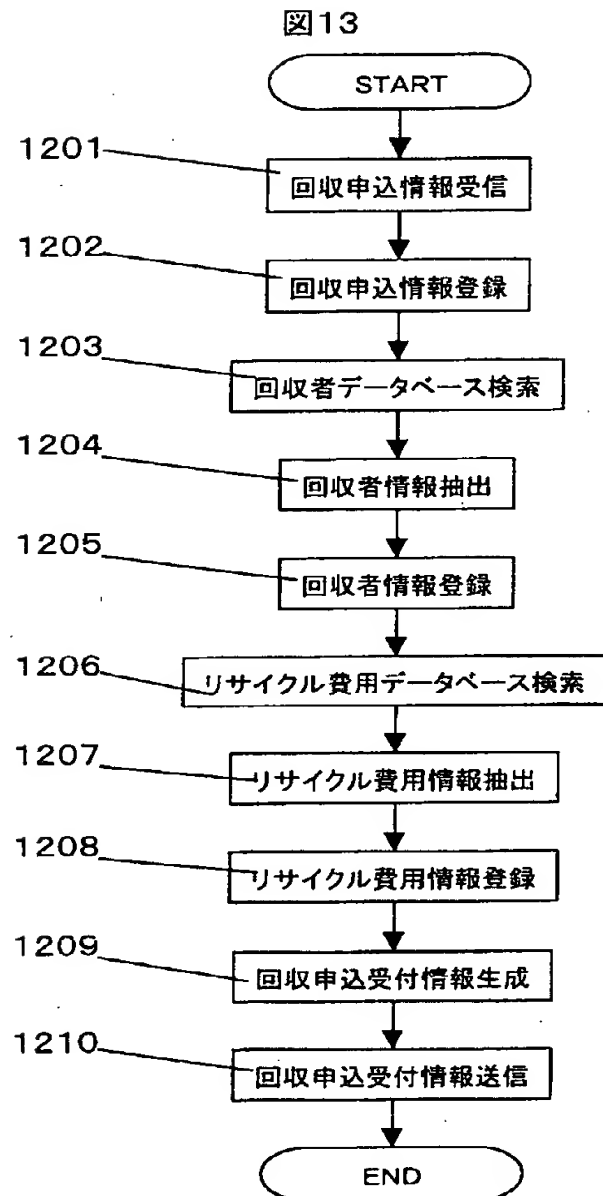 図13
START
1201
回収申込情報受信
1202
回収申込情報登録
1203
回収者データベース検索
1204
回収者情報抽出
1205
回収者情報登録
1206
リサイクル費用データベース検索
1207
リサイクル費用情報抽出
1208
リサイクル費用情報登録
1209
回収申込受付情報生成
1210
回収申込受付情報送信
END